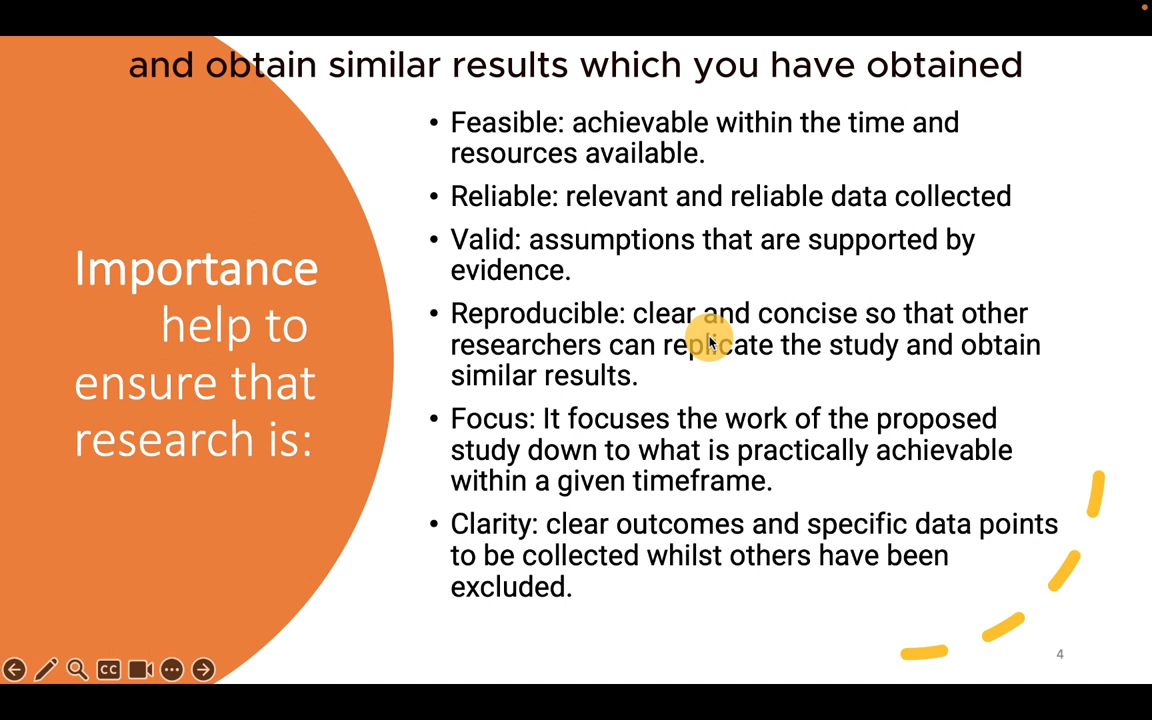 and obtain similar results which you have obtained
Importance
help to
ensure that
research is:
• Feasible: achievable within the time and
resources available.
• Reliable: relevant and reliable data collected
• Valid: assumptions that are supported by
evidence.
• Reproducible: clear and concise so that other
researchers can replicate the study and obtain
similar results.
• Focus: It focuses the work of the proposed
study down to what is practically achievable
within a given timeframe.
• Clarity: clear outcomes and specific data points
to be collected whilst others have been
excluded.
4
CC